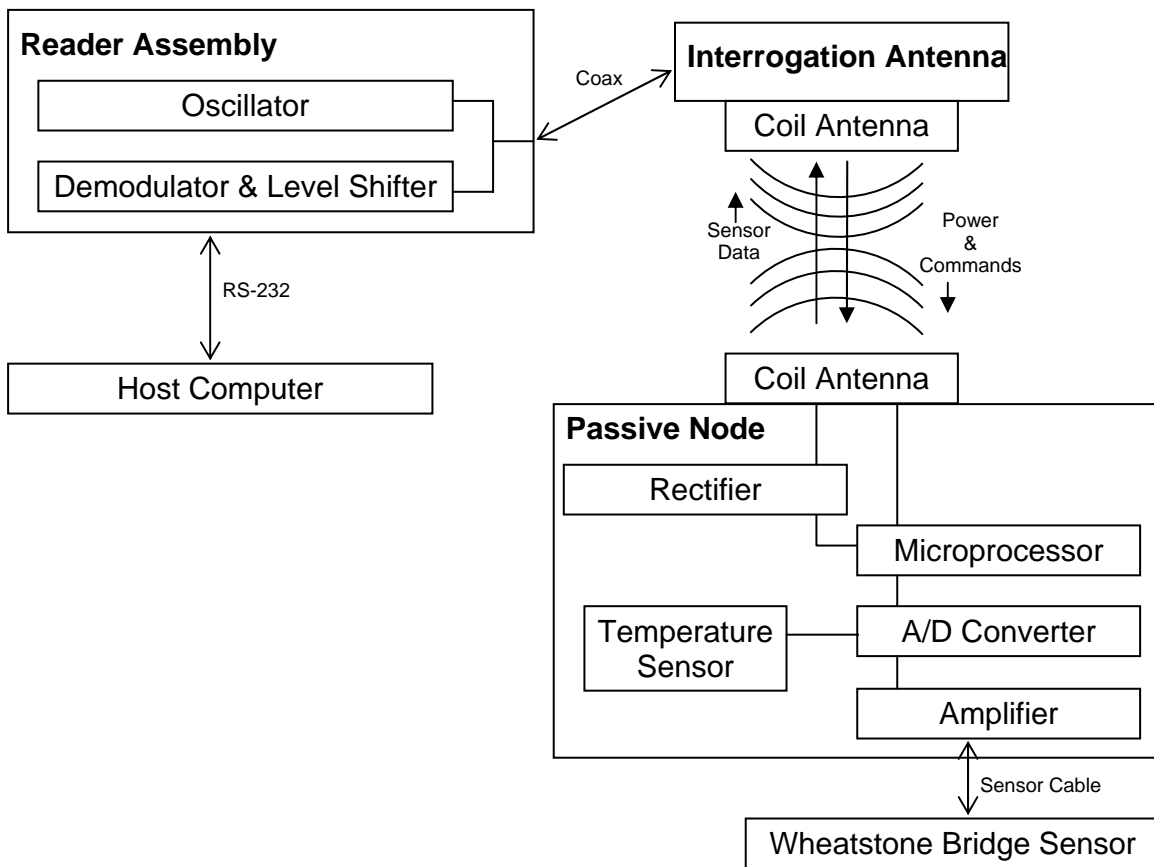 Reader Assembly
Oscillator
Demodulator & Level Shifter
Coax
Interrogation Antenna
Coil Antenna
Sensor
Data
Power
&
Commands
RS-232
Host Computer
Coil Antenna
Passive Node
Rectifier
Microprocessor
Temperature
Sensor
A/D Converter
Amplifier
Sensor Cable
Wheatstone Bridge Sensor